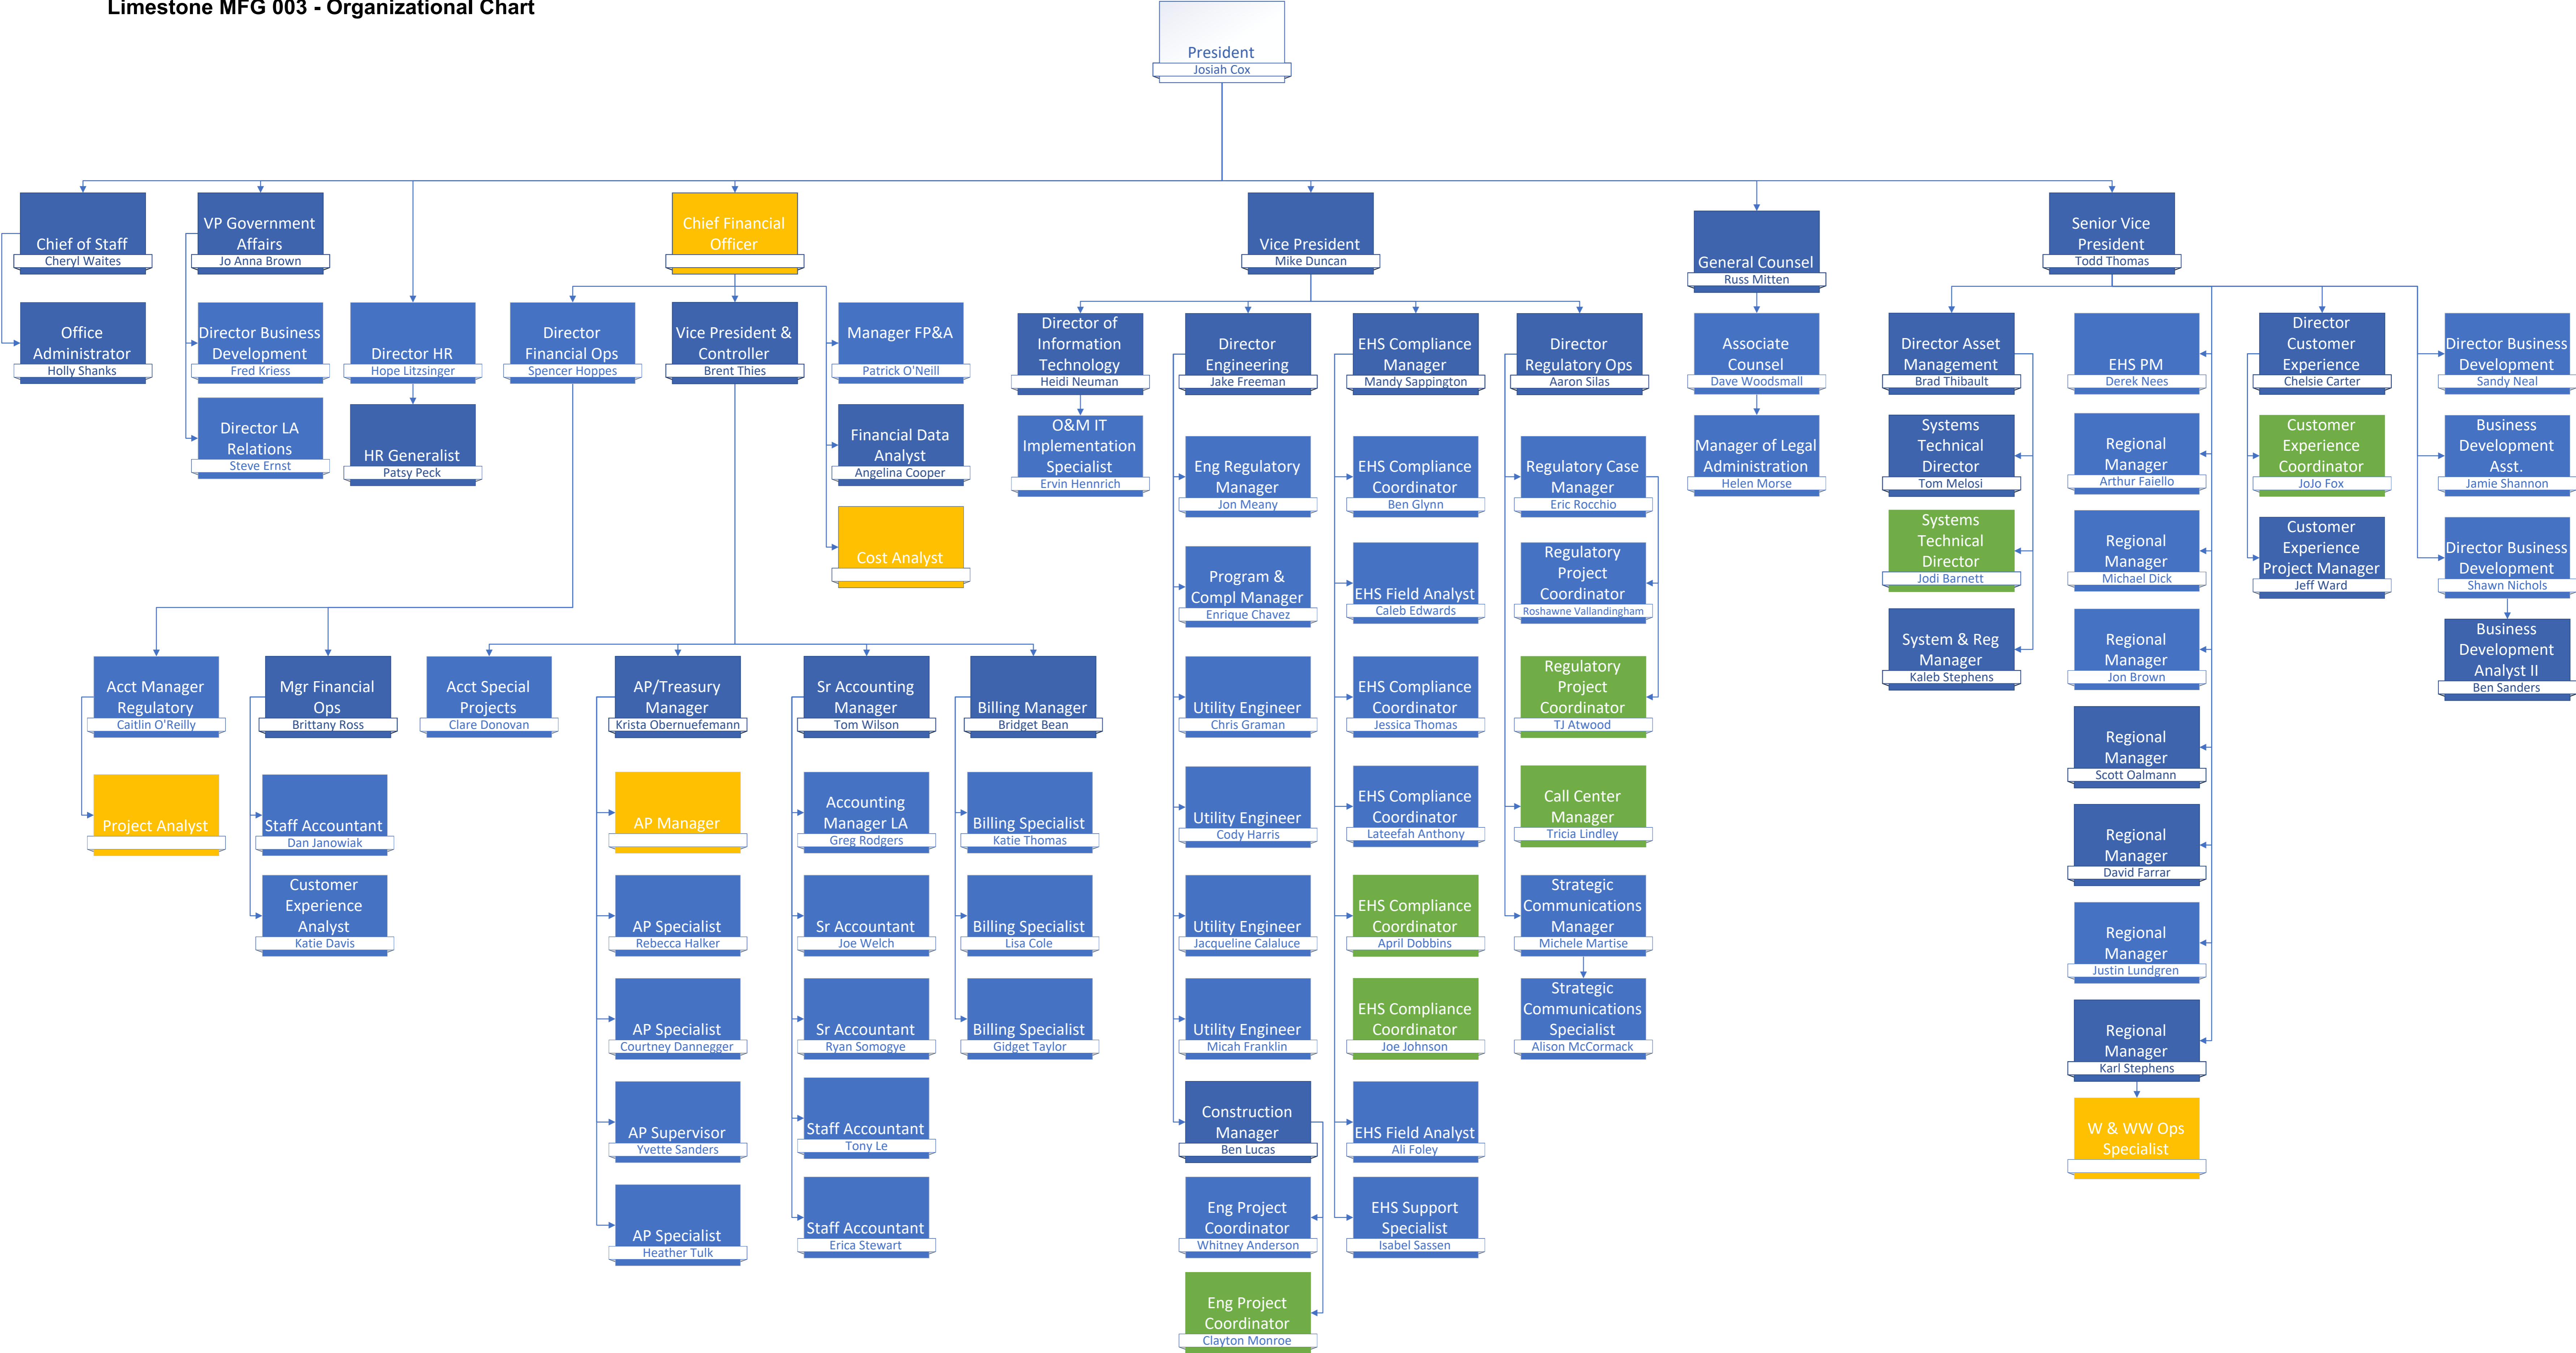 Limestone MFG 003 - Organizational Chart
President
Josiah Cox
Chief of Staff
Cheryl Waites
VP Government
Affairs
Jo Anna Brown
Chief Financial
Officer
Vice President
Mike Duncan
General Counsel
Russ Mitten
Senior Vice
President
Todd Thomas
Office
Administrator
Holly Shanks
Director Business
Development
Fred Kriess
Director HR
Hope Litzsinger
Director
Financial Ops
Spencer Hoppes
Vice President &
Controller
Brent Thies
Manager FP&A
Patrick O'Neill
Director of
Information
Technology
Heidi Neuman
Director
Engineering
Jake Freeman
EHS Compliance
Manager
Mandy Sappington
Director
Regulatory Ops
Aaron Silas
Associate
Counsel
Dave Woodsmall
Director Asset
Management
Brad Thibault
EHS PM
Derek Nees
Director
Customer
Experience
Chelsie Carter
Director Business
Development
Sandy Neal
Director LA
Relations
Steve Ernst
HR Generalist
Patsy Peck
Financial Data
Analyst
Angelina Cooper
O&M IT
Implementation
Specialist
Ervin Hennrich
Eng Regulatory
Manager
Jon Meany
EHS Compliance
Coordinator
Ben Glynn
Regulatory Case
Manager
Eric Rocchio
Manager of Legal
Administration
Helen Morse
Systems
Technical
Director
Tom Melosi
Regional
Manager
Arthur Faiello
Customer
Experience
Coordinator
JoJo Fox
Business
Development
Asst.
Jamie Shannon
Cost Analyst
Program &
Compl Manager
Enrique Chavez
EHS Field Analyst
Caleb Edwards
Regulatory
Project
Coordinator
Roshawne Vallandingham
Systems
Technical
Director
Jodi Barnett
Regional
Manager
Michael Dick
Customer
Experience
Project Manager
Jeff Ward
Director Business
Development
Shawn Nichols
System & Reg
Manager
Kaleb Stephens
Regional
Manager
Jon Brown
Business
Development
Analyst II
Ben Sanders
Acct Manager
Regulatory
Caitlin O'Reilly
Mgr Financial
Ops
Brittany Ross
Acct Special
Projects
Clare Donovan
AP/Treasury
Manager
Krista Obernuefemann
Sr Accounting
Manager
Tom Wilson
Billing Manager
Bridget Bean
Utility Engineer
Chris Graman
EHS Compliance
Coordinator
Jessica Thomas
Regulatory
Project
Coordinator
TJ Atwood
Regional
Manager
Scott Oalmann
Project Analyst
Staff Accountant
Dan Janowiak
AP Manager
Accounting
Manager LA
Greg Rodgers
Billing Specialist
Katie Thomas
Utility Engineer
Cody Harris
EHS Compliance
Coordinator
Lateefah Anthony
Call Center
Manager
Tricia Lindley
Regional
Manager
David Farrar
Customer
Experience
Analyst
Katie Davis
AP Specialist
Rebecca Halker
Sr Accountant
Joe Welch
Billing Specialist
Lisa Cole
Utility Engineer
Jacqueline Calaluce
EHS Compliance
Coordinator
April Dobbins
Strategic
Communications
Manager
Michele Martise
Regional
Manager
Justin Lundgren
AP Specialist
Courtney Dannegger
Sr Accountant
Ryan Somogye
Billing Specialist
Gidget Taylor
Utility Engineer
Micah Franklin
EHS Compliance
Coordinator
Joe Johnson
Strategic
Communications
Specialist
Alison McCormack
Regional
Manager
Karl Stephens
AP Supervisor
Yvette Sanders
Staff Accountant
Tony Le
Construction
Manager
Ben Lucas
EHS Field Analyst
Ali Foley
W & WW Ops
Specialist
AP Specialist
Heather Tulk
Staff Accountant
Erica Stewart
Eng Project
Coordinator
Whitney Anderson
EHS Support
Specialist
Isabel Sassen
Eng Project
Coordinator
Clayton Monroe